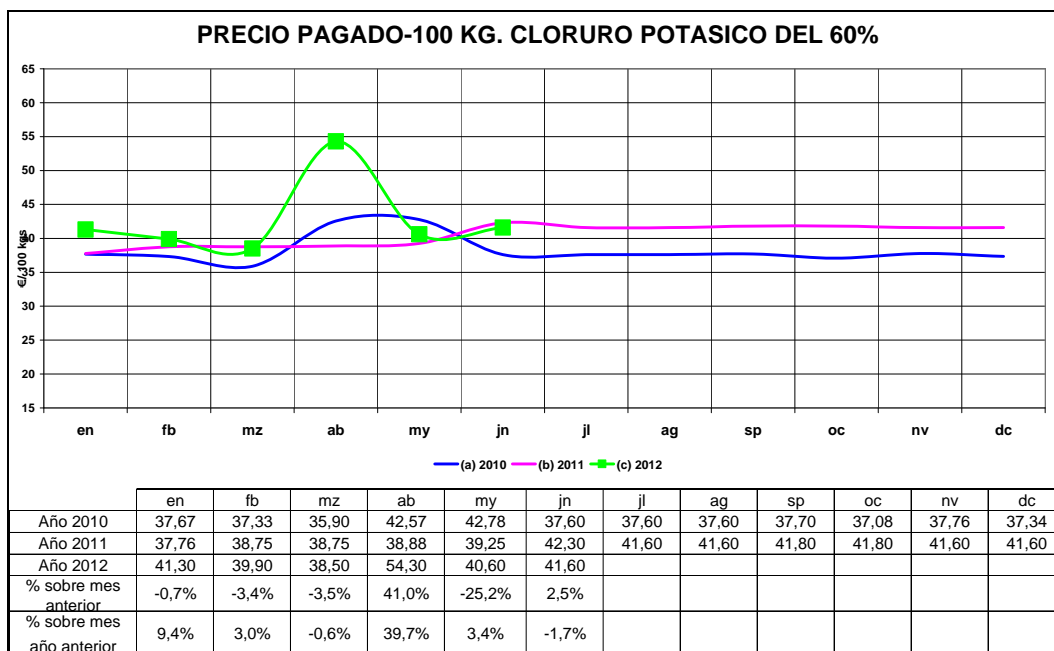 PRECIO PAGADO-100 KG. CLORURO POTASICO DEL 60%
65
60
55
50
45
40
35
30
25
20
15
€/ 100 kgs
en fb mz ab my jn jl ag sp oc nv dc
(a) 2010 (b) 2011 (c) 2012
en fb mz ab my jn jl ag sp oc nv dc
Año 2010 37,67 37,33 35,90 42,57 42,78 37,60 37,60 37,60 37,70 37,08 37,76 37,34
Año 2011 37,76 38,75 38,75 38,88 39,25 42,30 41,60 41,60 41,80 41,80 41,60 41,60
Año 2012 41,30 39,90 38,50 54,30 40,60 41,60
% sobre mes
anterior -0,7% -3,4% -3,5% 41,0% -25,2% 2,5%
% sobre mes
año anterior 9,4% 3,0% -0,6% 39,7% 3,4% -1,7%